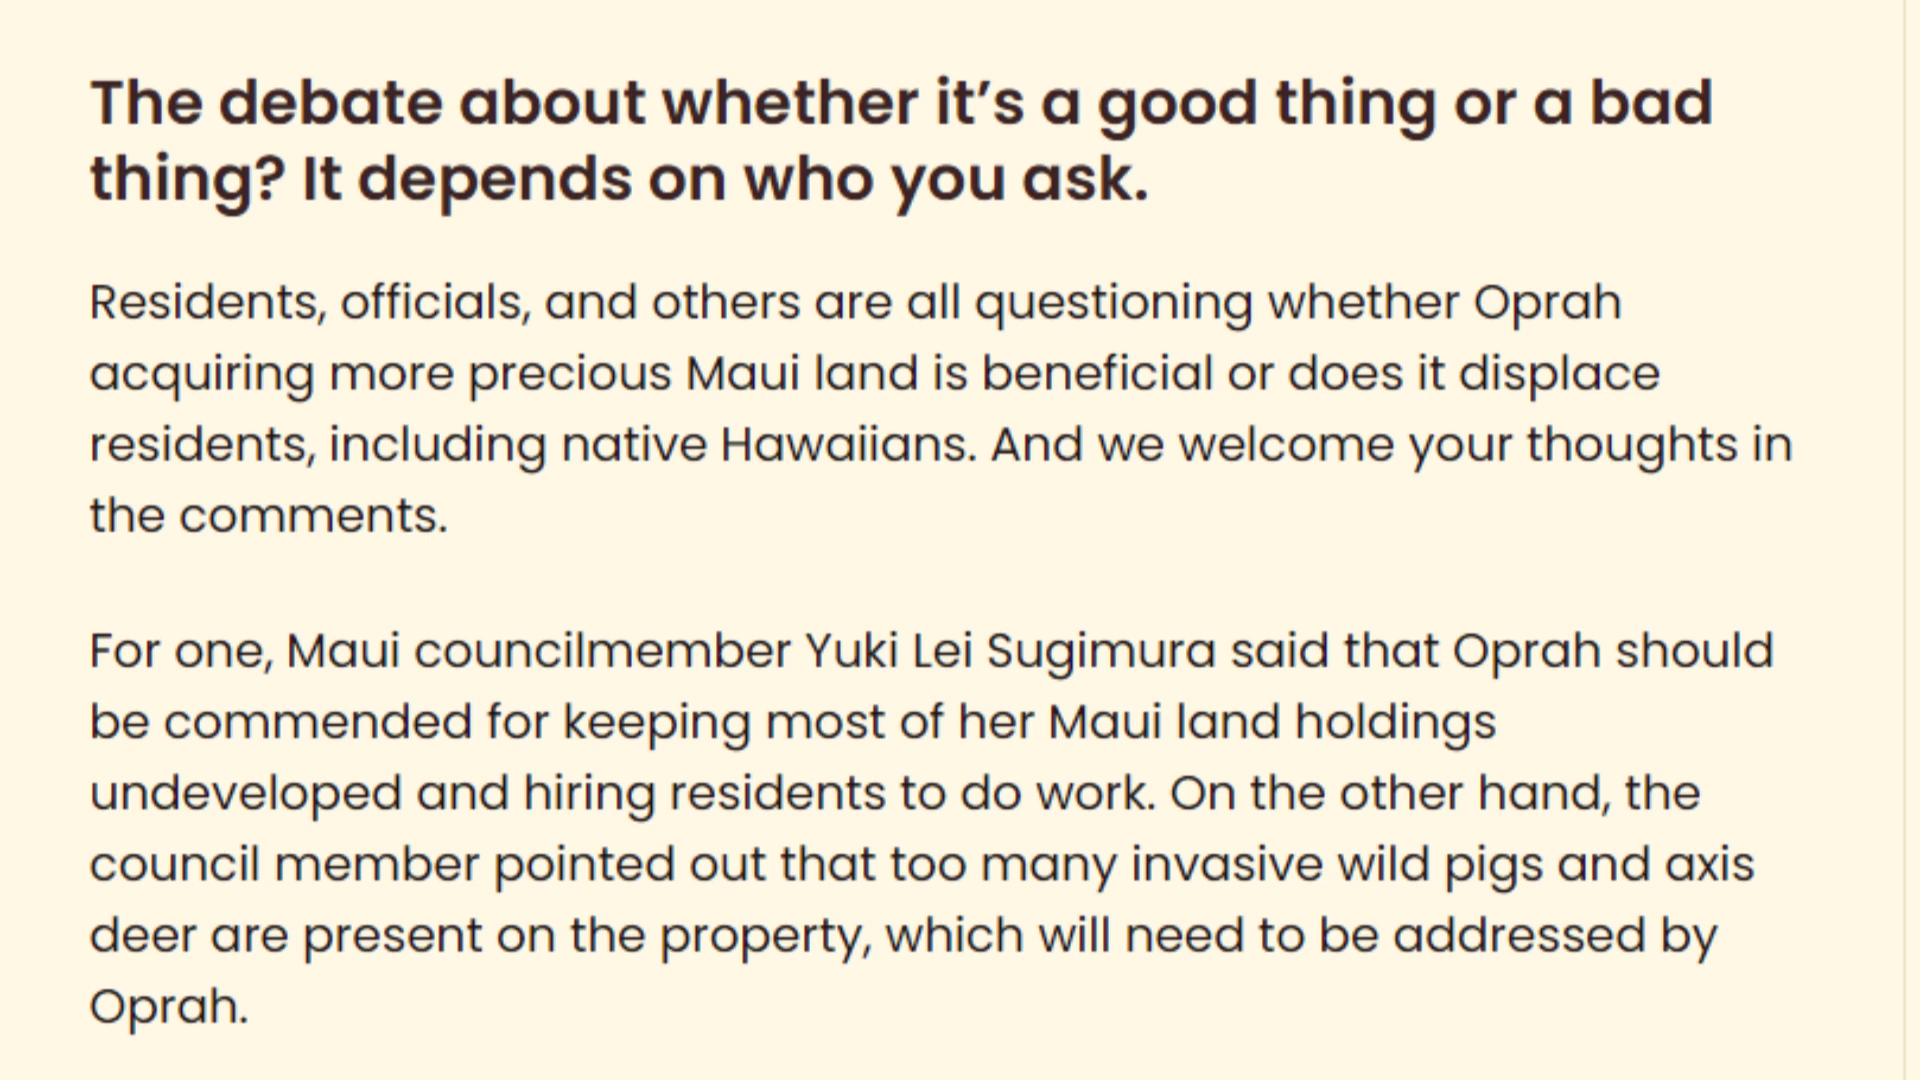 The debate about whether it’s a good thing or a bad
thing? It depends on who you ask.
Residents, officials, and others are all questioning whether Oprah
acquiring more precious Maui land is beneficial or does it displace
residents, including native Hawaiians. And we welcome your thoughts in
the comments.
For one, Maui councilmember Yuki Lei Sugimura said that Oprah should
be commended for keeping most of her Maui land holdings
undeveloped and hiring residents to do work. On the other hand, the
council member pointed out that too many invasive wild pigs and axis
deer are present on the property, which will need to be addressed by
Oprah.